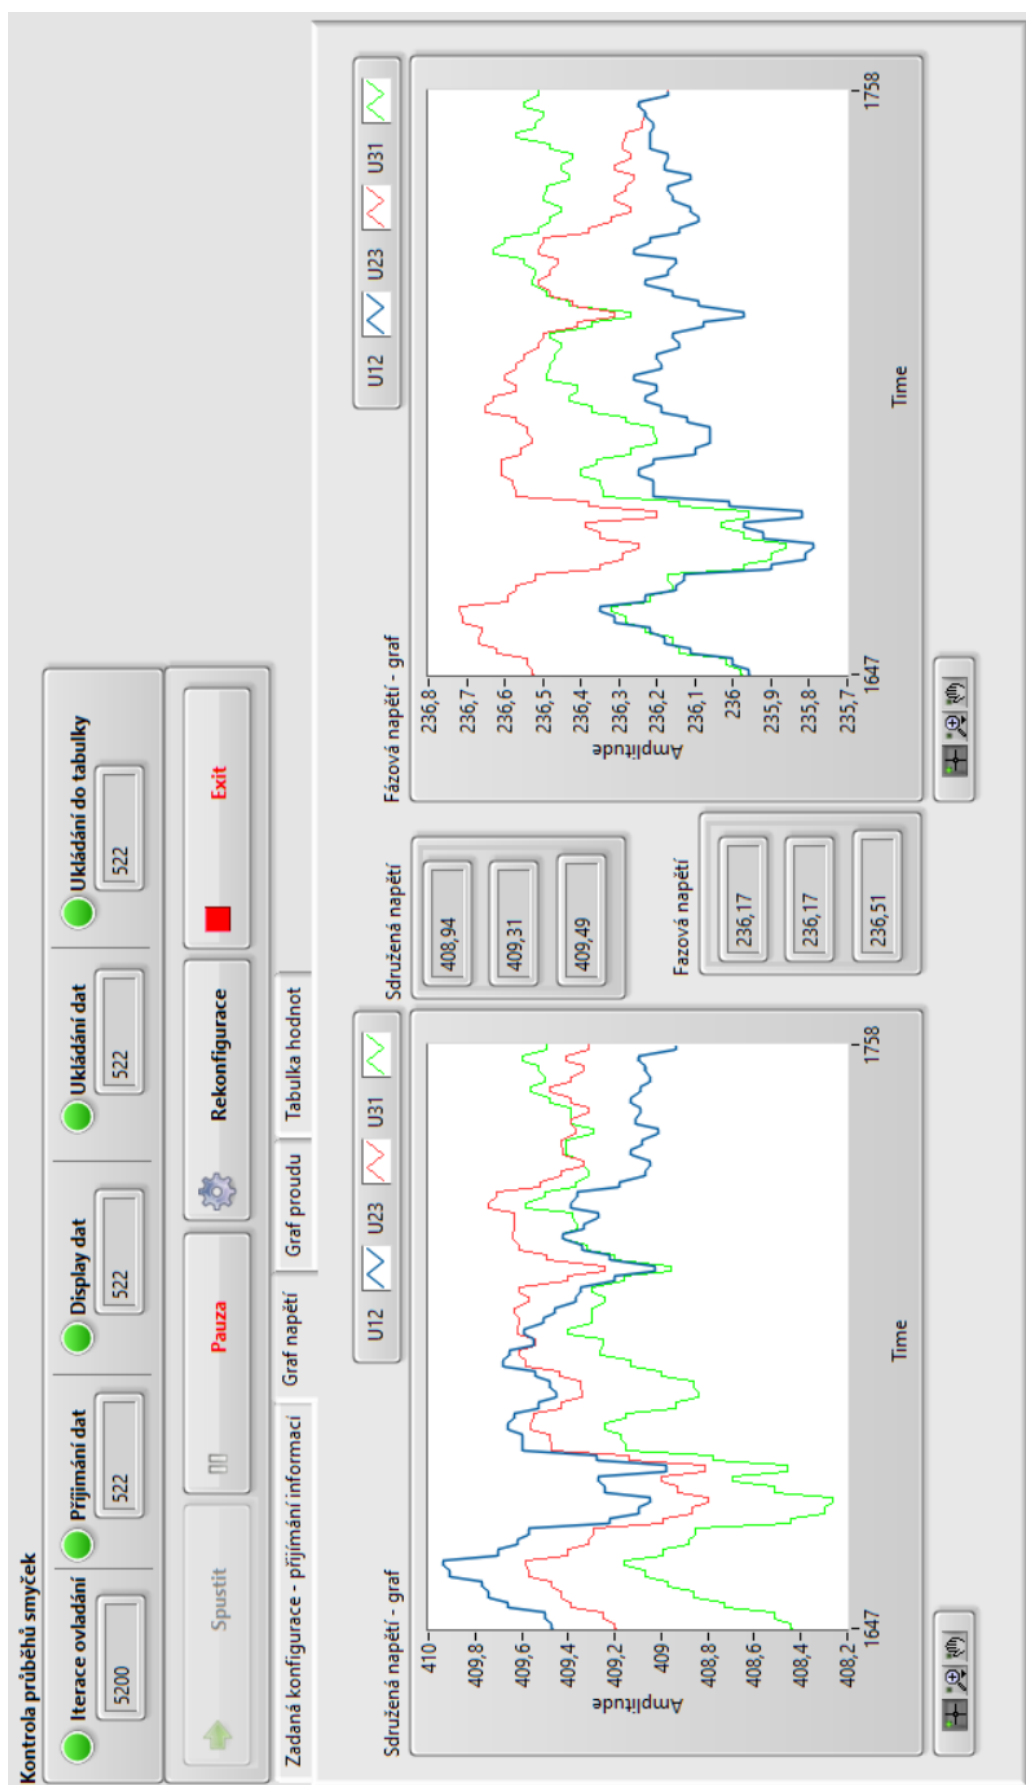 Kontrola průběhů smyček
Iterace ovladání
5200
Příjímání dat
522
Display dat
522
Ukládání dat
522
Ukládání do tabulky
522
Spustit
Pauza
Rekonfigurace
Exit
Zadaná konfigurace - přijímání informací
Graf napětí
Graf proudu
Tabulka hodnot
Sdružená napětí - graf
U12
U23
U31
Amplitude
410
409,8
409,6
409,4
409,2
409
408,8
408,6
408,4
408,2
1647
1758
Time
Sdružená napětí
408,94
409,31
409,49
Fazová napětí
236,17
236,17
236,51
Fázová napětí - graf
U12
U23
U31
Amplitude
236,8
236,7
236,6
236,5
236,4
236,3
236,2
236,1
236
235,9
235,8
235,7
1647
1758
Time